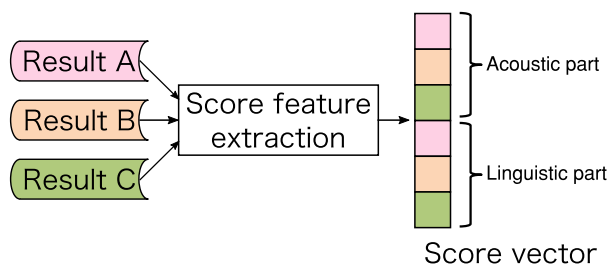 Result A
Result B
Result C
Score feature
extraction
Acoustic part
Linguistic part
Score vector